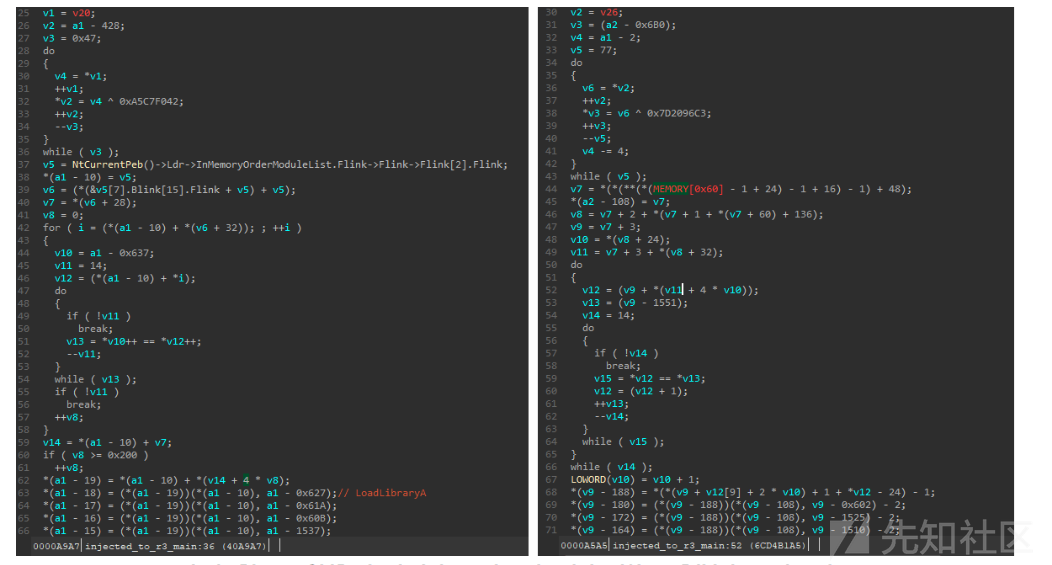 25 v1 = v20;
26 v2 = a1 - 428;
27 v3 = 0x47;
28 do
29 {
30 v4 = *v1;
31 ++v1;
32 *v2 = v4 ^ 0xA5C7F042;
33 ++v2;
34 --v3;
35 }
36 while ( v3 );
37 v5 = NtCurrentPeb()->Ldr->InMemoryOrderModuleList.Flink->Flink->Flink[2].Flink;
38 *(a1 - 10) = v5;
39 v6 = (*(&v5[7].Blink[15].Flink + v5) + v5);
40 v7 = *(v6 + 28);
41 v8 = 0;
42 for ( i = (*(a1 - 10) + *(v6 + 32)); ; ++i )
43 {
44 v10 = a1 - 0x637;
45 v11 = 14;
46 v12 = (*(a1 - 10) + *i);
47 do
48 {
49 if ( !v11 )
50 break;
51 v13 = *v10++ == *v12++;
52 --v11;
53 }
54 while ( v13 );
55 if ( !v11 )
56 break;
57 ++v8;
58 }
59 v14 = *(a1 - 10) + v7;
60 if ( v8 >= 0x200 )
61 ++v8;
62 *(a1 - 19) = *(a1 - 10) + *(v14 + 4 * v8);
63 *(a1 - 18) = (*(a1 - 19))(*(a1 - 10), a1 - 0x627);// LoadLibraryA
64 *(a1 - 17) = (*(a1 - 19))(*(a1 - 10), a1 - 0x61A);
65 *(a1 - 16) = (*(a1 - 19))(*(a1 - 10), a1 - 0x60B);
66 *(a1 - 15) = (*(a1 - 19))(*(a1 - 10), a1 - 1537);
0000A9A7 injected_to_r3_main:36 (40A9A7)
30 v2 = v26;
31 v3 = (a2 - 0x6B0);
32 v4 = a1 - 2;
33 v5 = 77;
34 do
35 {
36 v6 = *v2;
37 ++v2;
38 *v3 = v6 ^ 0x7D2096C3;
39 ++v3;
40 --v5;
41 v4 -= 4;
42 }
43 while ( v5 );
44 v7 = *(*(**(*(MEMORY[0x60] - 1 + 24) - 1 + 16) - 1) + 48);
45 *(a2 - 108) = v7;
46 v8 = v7 + 2 + *(v7 + 1 + *(v7 + 60) + 136);
47 v9 = v7 + 3;
48 v10 = *(v8 + 24);
49 v11 = v7 + 3 + *(v8 + 32);
50 do
51 {
52 v12 = (v9 + *(v11 + 4 * v10));
53 v13 = (v9 - 1551);
54 v14 = 14;
55 do
56 {
57 if ( !v14 )
58 break;
59 v15 = *v12 == *v13;
60 v12 = (v12 + 1);
61 ++v13;
62 --v14;
63 }
64 while ( v15 );
65 }
66 while ( v14 );
67 LOWORD(v10) = v10 + 1;
68 *(v9 - 188) = *(*(v9 + v12[9] + 2 * v10) + 1 + *v12 - 24) - 1;
69 *(v9 - 180) = (*(v9 - 188))(*(v9 - 108), v9 - 0x602) - 2;
70 *(v9 - 172) = (*(v9 - 188))(*(v9 - 108), v9 - 1525) - 2;
71 *(v9 - 164) = (*(v9 - 188))(*(v9 - 108), v9 - 1510) - 2;
0000A5A5 injected_to_r3_main:52 (6CD4B1A5)
先知社区